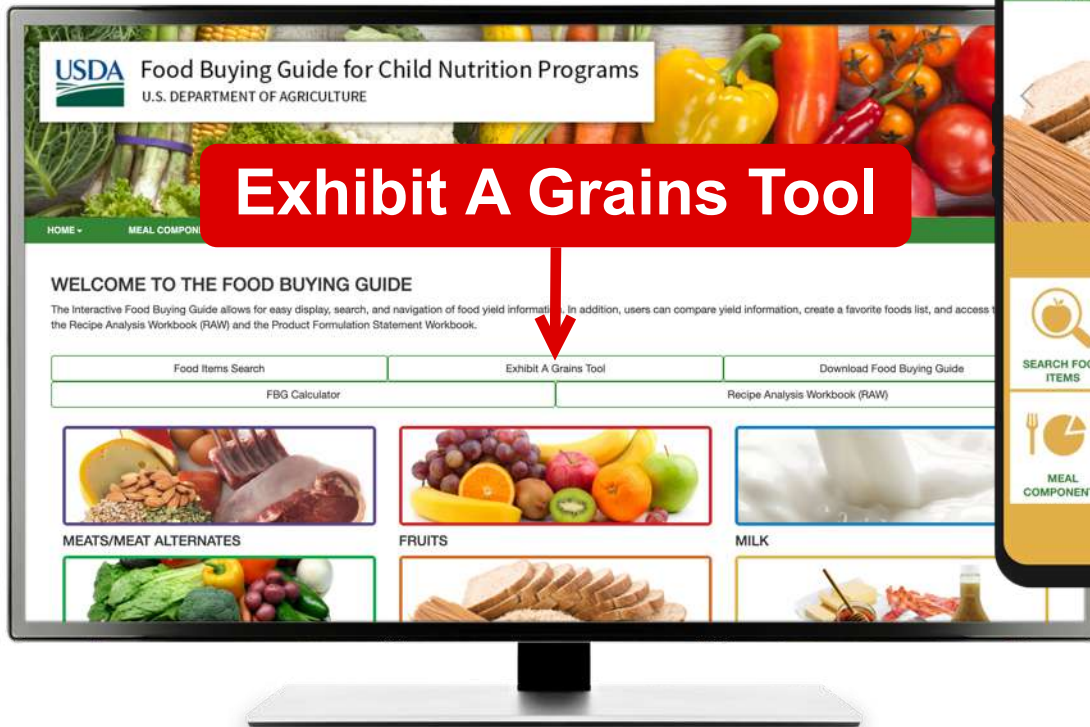 USDA
Food Buying Guide for Child Nutrition Programs
U.S. DEPARTMENT OF AGRICULTURE
Exhibit A Grains Tool
HOME
WELCOME TO THE FOOD BUYING GUIDE
The Interactive Food Buying Guide allows for easy display, search, and navigation of food yield information. In addition, users can compare yield information, create a favorite foods list, and access
the Recipe Analysis Workbook (RAW) and the Product Formulation Statement Workbook.
Food Items Search
Exhibit A Grains Tool
Download Food Buying Guide
FBG Calculator
Recipe Analysis Workbook (RAW)
MEATS/MEAT ALTERNATES
FRUITS
MILK
SEARCH
ITEMS
MEAL